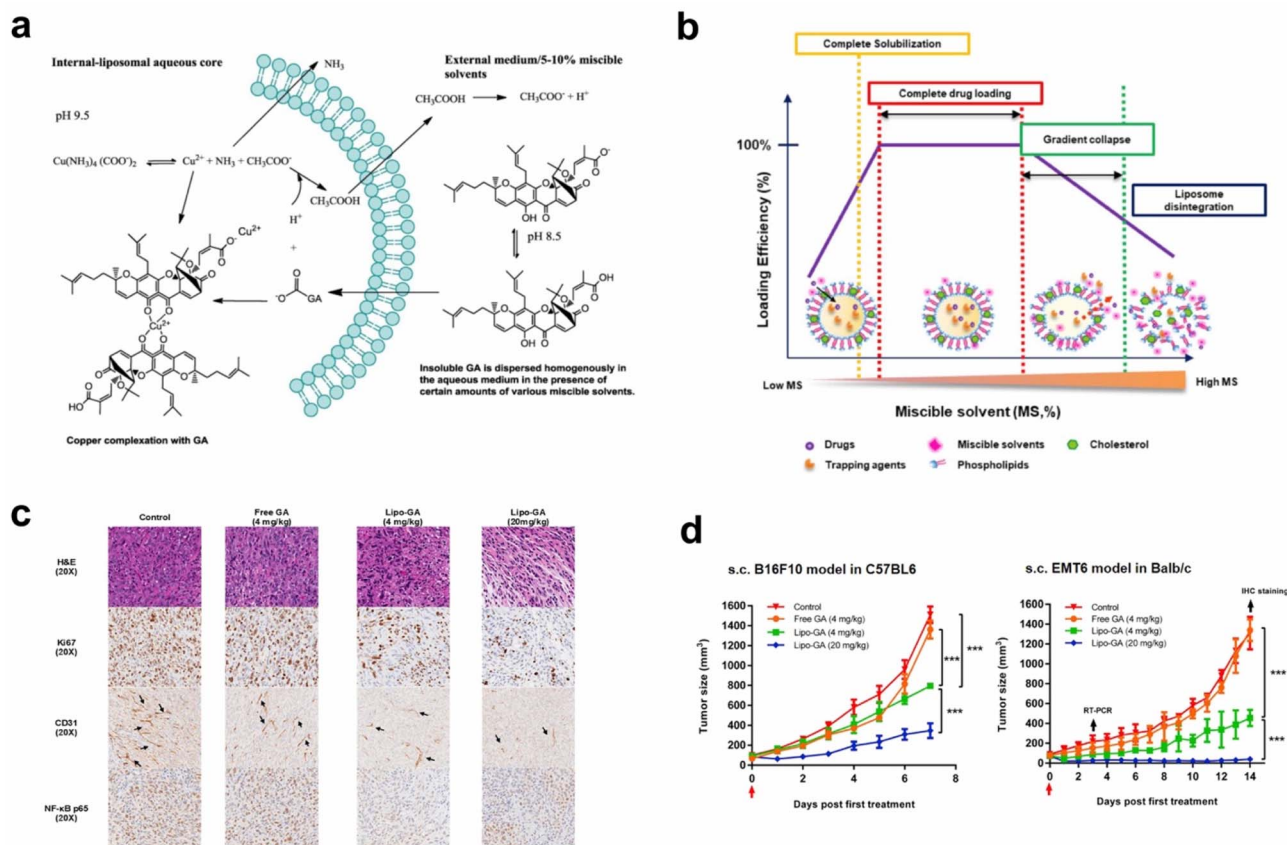 a
Internal-liposomal aqueous core
NH3
External medium/5-10% miscible
solvents
CH3COOH
CH3COO- + H+
pH 9.5
Cu(NH3)4 (COO-)2
Cu2+ + NH3 + CH3COO-
H+
CH3COOH
+
O
O-
O
O
OH
O
pH 8.5
O-
Cu2+
O
-O
GA
Cu2+
OH
HO
Insoluble GA is dispersed homogenously in
the aqueous medium in the presence of
certain amounts of various miscible solvents.
Copper complexation with GA
b
Complete Solubilization
Complete drug loading
Gradient collapse
Liposome
disintegration
100%
Loading Efficiency (%)
Low MS
High MS
Miscible solvent (MS,%)
Drugs
Miscible solvents
Cholesterol
Trapping agents
Phospholipids
c
Control
Free GA
(4 mg/kg)
Lipo-GA
(4 mg/kg)
Lipo-GA
(20mg/kg)
H&E
(20X)
Ki67
(20X)
CD31
(20X)
NF-κB p65
(20X)
d
s.c. B16F10 model in C57BL6
Control
Free GA (4 mg/kg)
Lipo-GA (4 mg/kg)
Lipo-GA (20 mg/kg)
1600
1400
1200
1000
800
600
400
200
0
Tumor size (mm3)
***
***
***
0 2 4 6 8
Days post first treatment
s.c. EMT6 model in Balb/c
IHC staining
Control
Free GA (4 mg/kg)
Lipo-GA (4 mg/kg)
Lipo-GA (20 mg/kg)
1600
1400
1200
1000
800
600
400
200
0
Tumor size (mm3)
RT-PCR
***
***
0 2 4 6 8 10 12 14
Days post first treatment